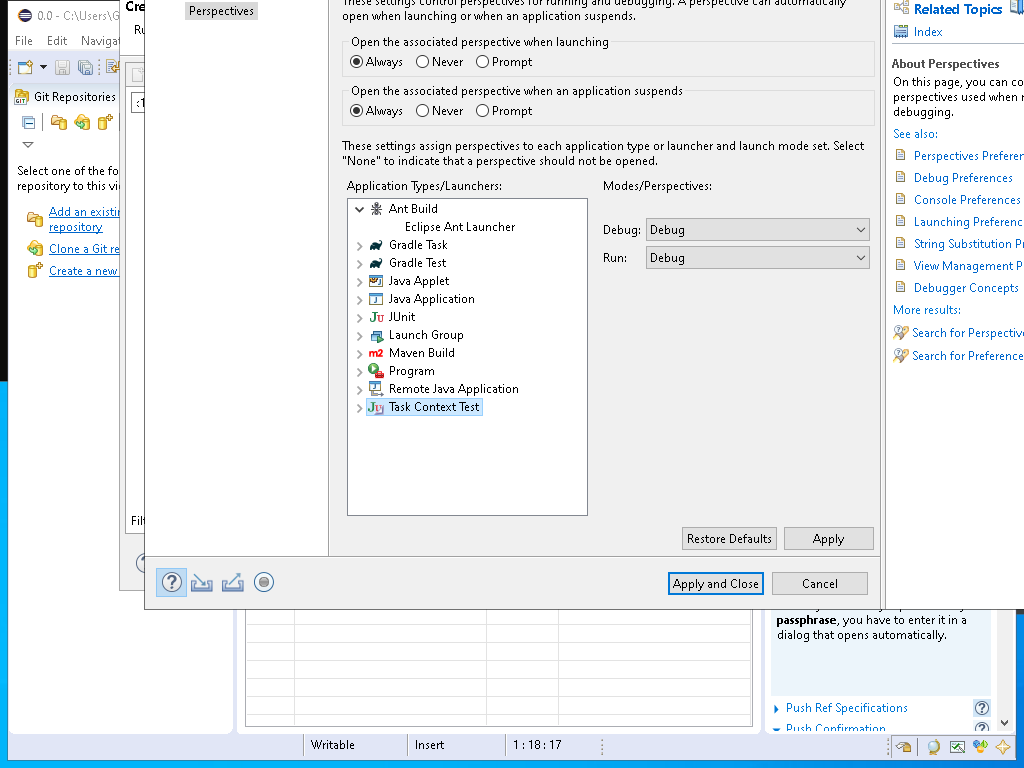 0.0 - C:\Users\G
File Edit Navigat
Git Repositories
Select one of the fo
repository to this vi
Add an existin
repository
Clone a Git re
Create a new
Cre
Ru
:1
Filt
Perspectives
These settings control perspectives for running and debugging. A perspective can automatically
open when launching or when an application suspends.
Open the associated perspective when launching
Always Never Prompt
Open the associated perspective when an application suspends
Always Never Prompt
These settings assign perspectives to each application type or launcher and launch mode set. Select
"None" to indicate that a perspective should not be opened.
Application Types/Launchers:
Ant Build
Eclipse Ant Launcher
Gradle Task
Gradle Test
Java Applet
Java Application
JUnit
Launch Group
Maven Build
Program
Remote Java Application
Task Context Test
Modes/Perspectives:
Debug: Debug
Run: Debug
Restore Defaults Apply
Apply and Close Cancel
Related Topics
Index
About Perspectives
On this page, you can co
perspectives used when r
debugging.
See also:
Perspectives Preferen
Debug Preferences
Console Preferences
Launching Preferenc
String Substitution Pr
View Management P
Debugger Concepts
More results:
Search for Perspective
Search for Preference
passphrase, you have to enter it in a
dialog that opens automatically.
Push Ref Specifications
Push Confirmation
Writable Insert 1 : 18 : 17